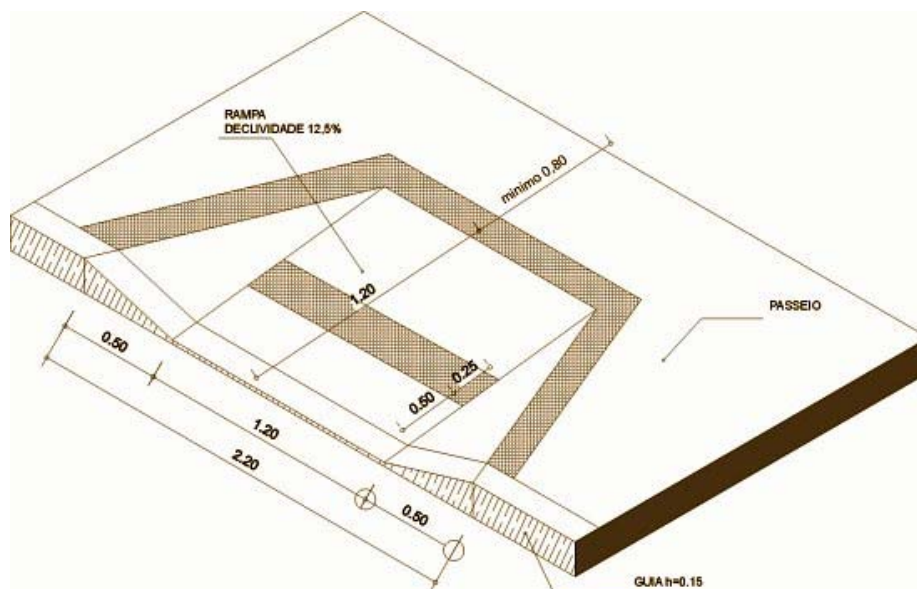 RAMPA
DECLIVIDADE 12,5%
mínimo 0,80
1.20
PASSEIO
0.25
0.50
0.50
1.20
2.20
0.50
GUIA h=0.15